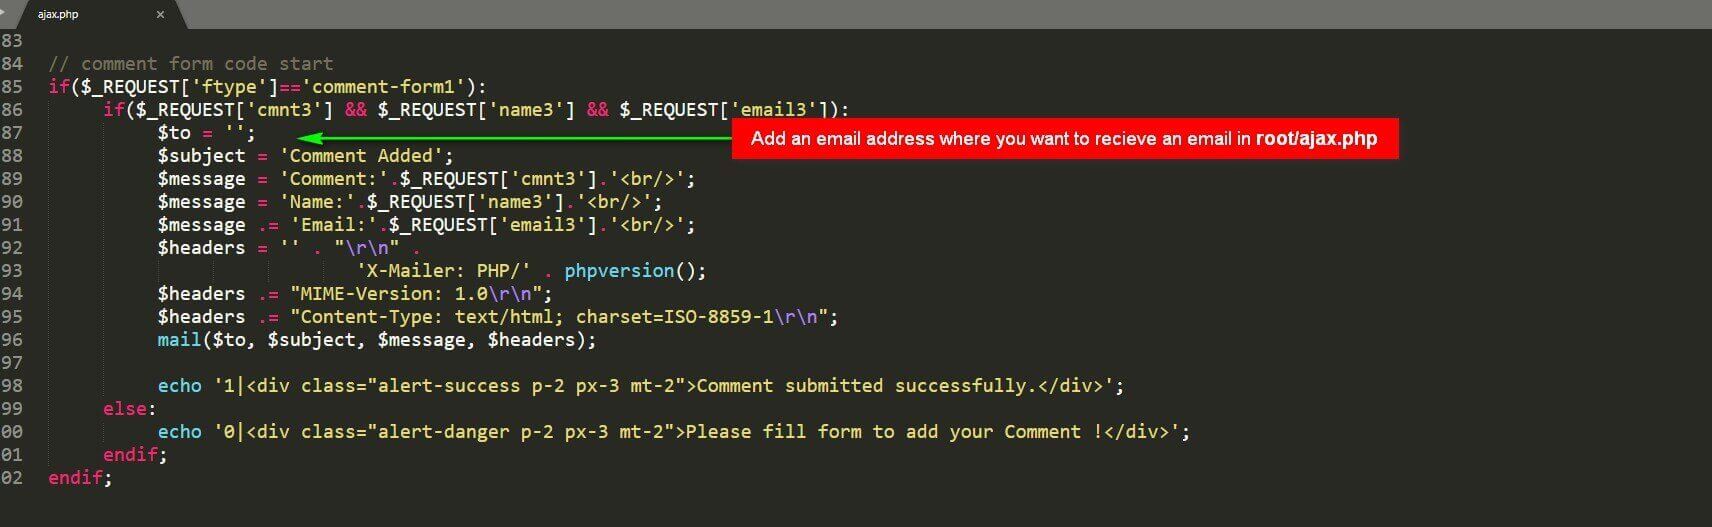 ajax.php ×
83
84 // comment form code start
85 if($_REQUEST['ftype']=='comment-form1'):
86 if($_REQUEST['cmnt3'] && $_REQUEST['name3'] && $_REQUEST['email3']):
87 $to = '';
Add an email address where you want to recieve an email in root/ajax.php
88 $subject = 'Comment Added';
89 $message = 'Comment:'.$_REQUEST['cmnt3'].'<br/>';
90 $message = 'Name:'.$_REQUEST['name3'].'<br/>';
91 $message .= 'Email:'.$_REQUEST['email3'].'<br/>';
92 $headers = '' . "\r\n" .
93 'X-Mailer: PHP/' . phpversion();
94 $headers .= "MIME-Version: 1.0\r\n";
95 $headers .= "Content-Type: text/html; charset=ISO-8859-1\r\n";
96 mail($to, $subject, $message, $headers);
97
98 echo '1|<div class="alert-success p-2 px-3 mt-2">Comment submitted successfully.</div>';
99 else:
00 echo '0|<div class="alert-danger p-2 px-3 mt-2">Please fill form to add your Comment !</div>';
01 endif;
02 endif;